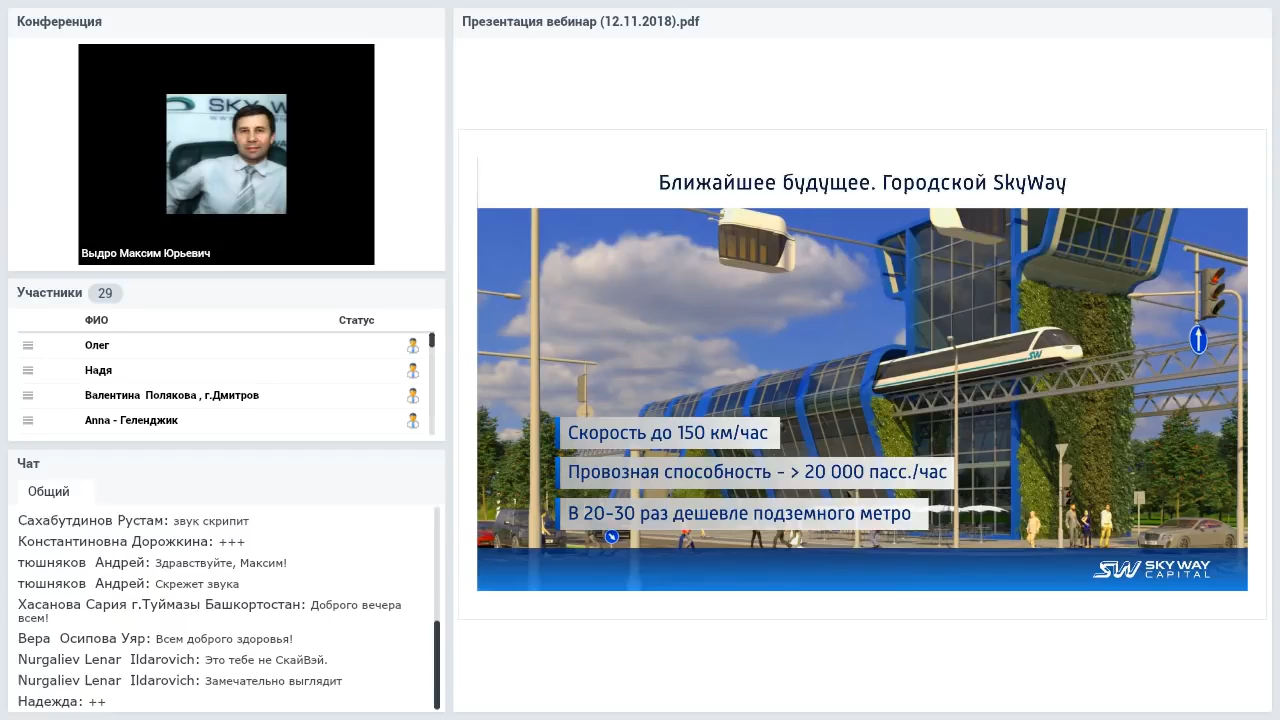 Конференция
SKY W
Выдро Максим Юрьевич
Участники 29
ФИО Статус
Олег
Надя
Валентина Полякова , г.Дмитров
Anna - Геленджик
Чат
Общий
Сахабутдинов Рустам: звук скрипит
Константиновна Дорожкина: +++
тюшняков Андрей: Здравствуйте, Максим!
тюшняков Андрей: Скрежет звука
Хасанова Сария г.Туймазы Башкортостан: Доброго вечера
всем!
Вера Осипова Уяр: Всем доброго здоровья!
Nurgaliev Lenar Ildarovich: Это тебе не СкайВэй.
Nurgaliev Lenar Ildarovich: Замечательно выглядит
Надежда: ++
Презентация вебинар (12.11.2018).pdf
Ближайшее будущее. Городской SkyWay
SW
Скорость до 150 км/час
Провозная способность - > 20 000 пасс./час
В 20-30 раз дешевле подземного метро
SW SKY WAY
CAPITAL